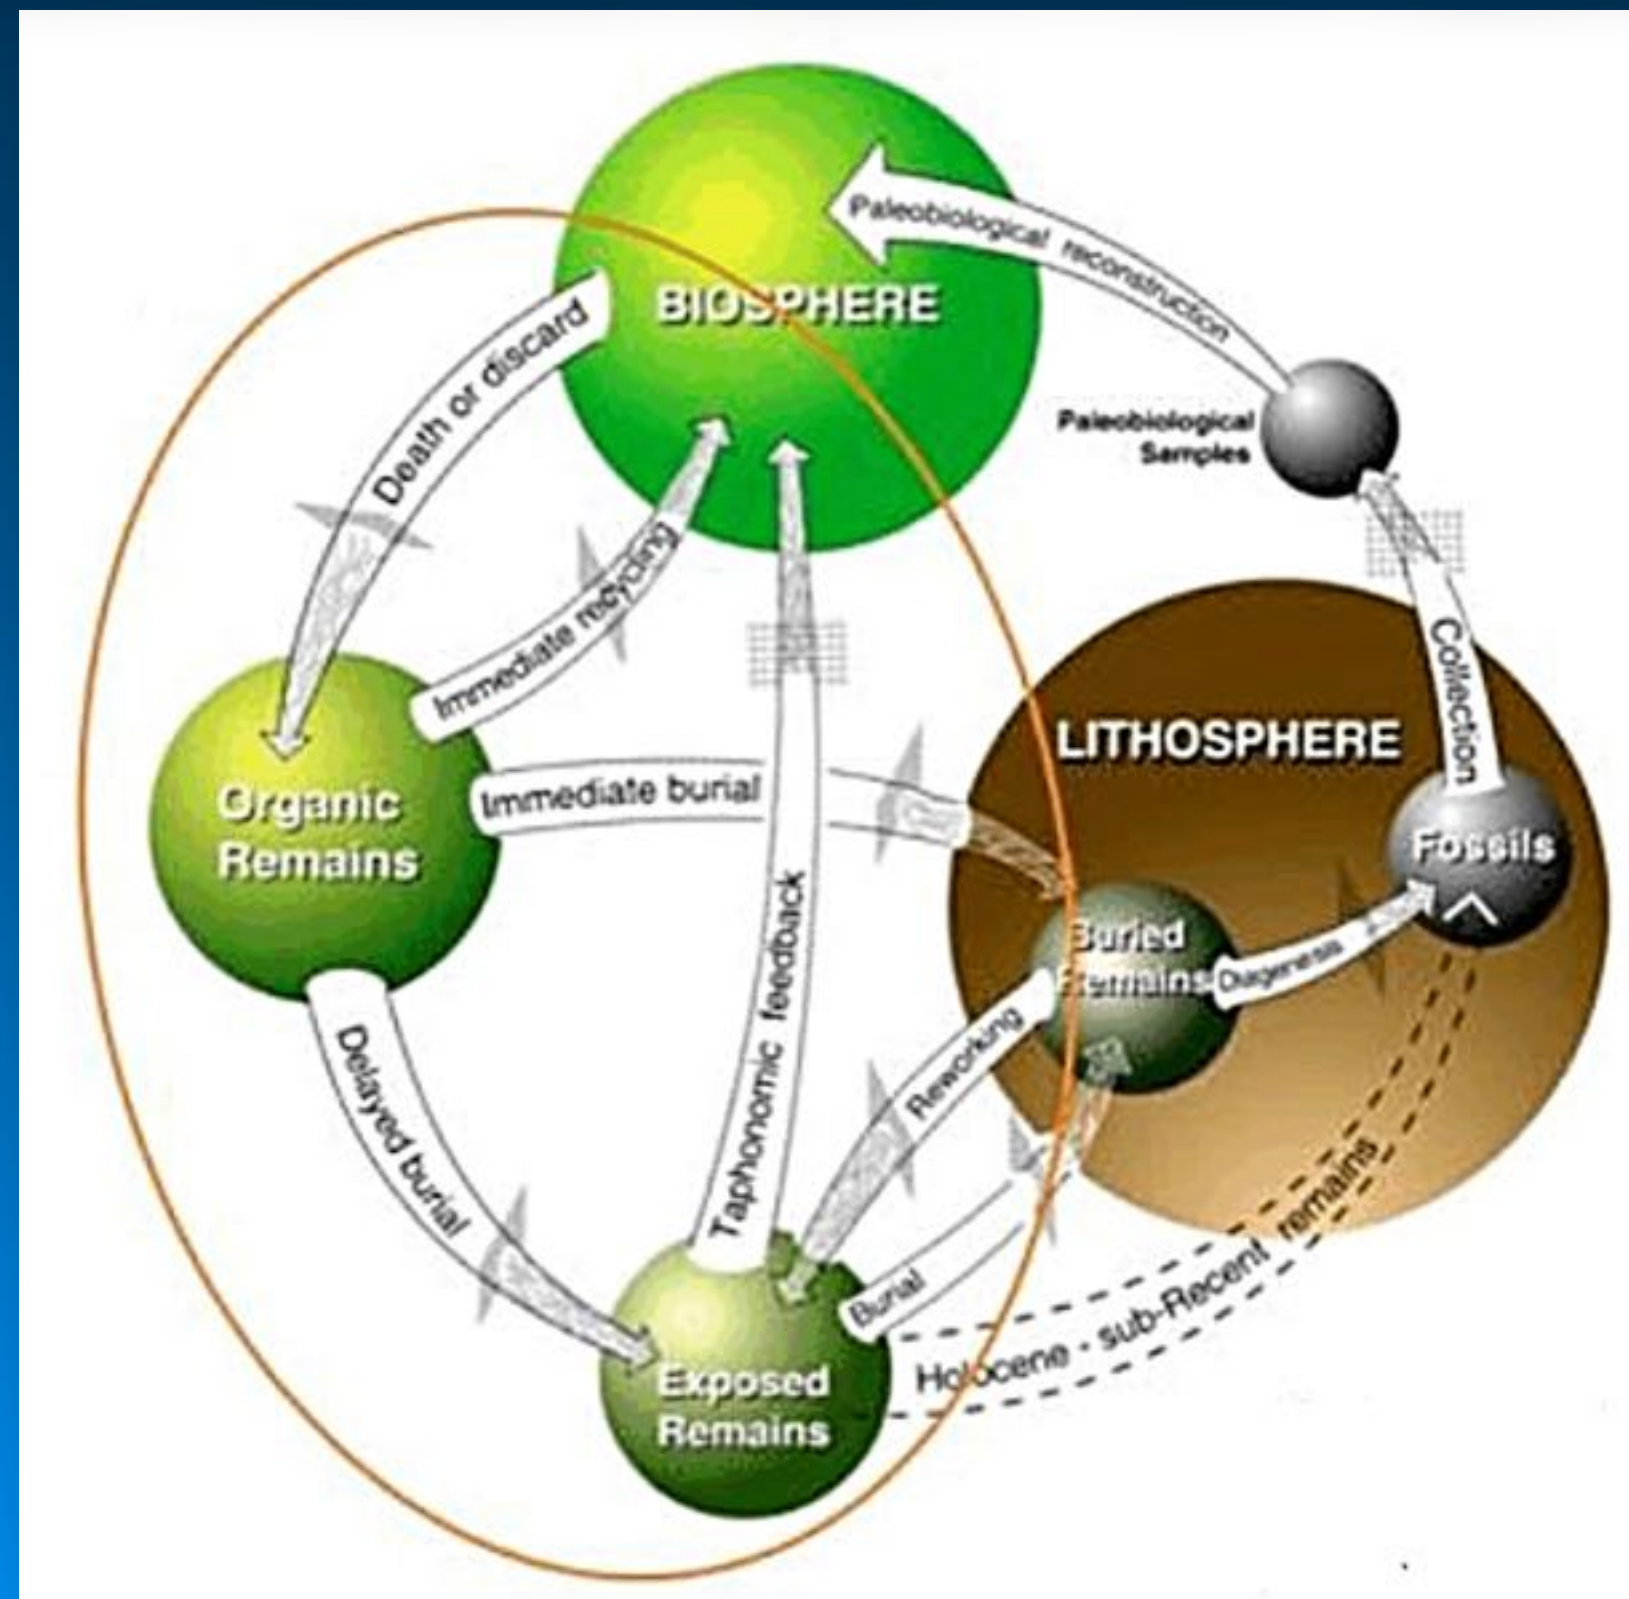 BIOSPHERE
Paleobiological reconstruction
Death or discard
Paleobiological
Samples
Immediate recycling
Collection
LITHOSPHERE
Organic
Remains
Immediate burial
Fossils
Buried
Remains
Diagenesis
Reworking
Taphonomic feedback
Delayed burial
Burial
Holocene - sub-Recent remains
Exposed
Remains